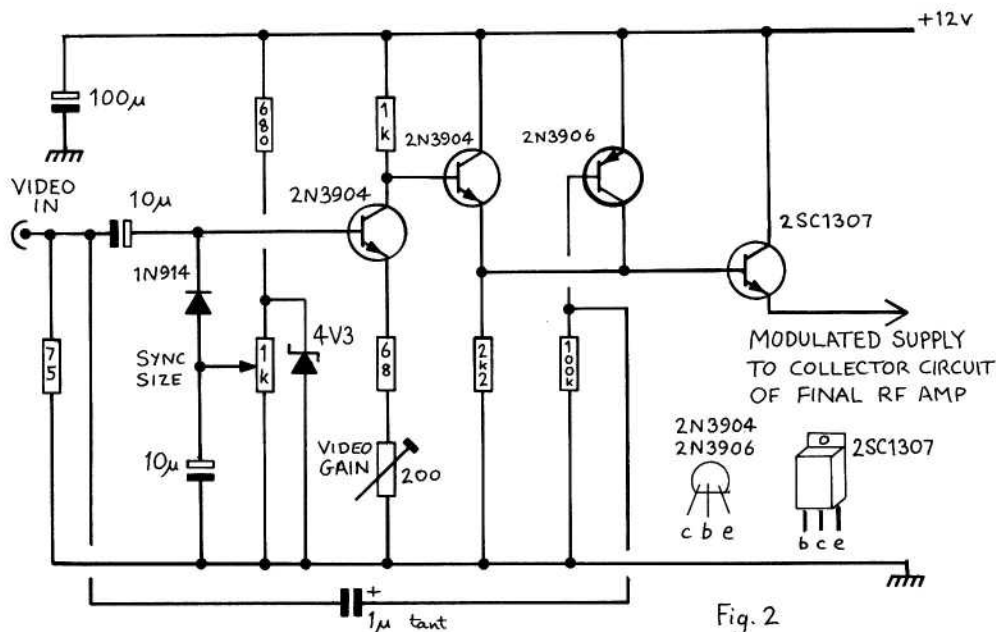 +12v
100µ
680
1k
2N3904
2N3906
2N3904
VIDEO
IN
10µ
2SC1307
1N914
4V3
75
SYNC
SIZE
1k
68
2k2
100k
MODULATED SUPPLY
TO COLLECTOR CIRCUIT
OF FINAL RF AMP
10µ
VIDEO
GAIN
200
2N3904
2N3906
2SC1307
c b e
b c e
+
1µ tant
Fig. 2